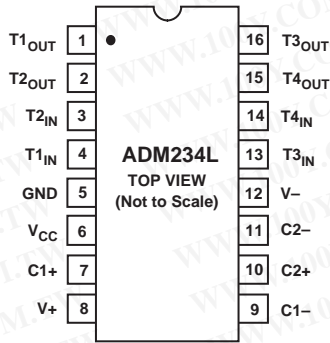 T1OUT 1 16 T3OUT
T2OUT 2 15 T4OUT
T2IN 3 14 T4IN
T1IN 4 ADM234L 13 T3IN
TOP VIEW
GND 5 (Not to Scale) 12 V–
VCC 6 11 C2–
C1+ 7 10 C2+
V+ 8 9 C1–